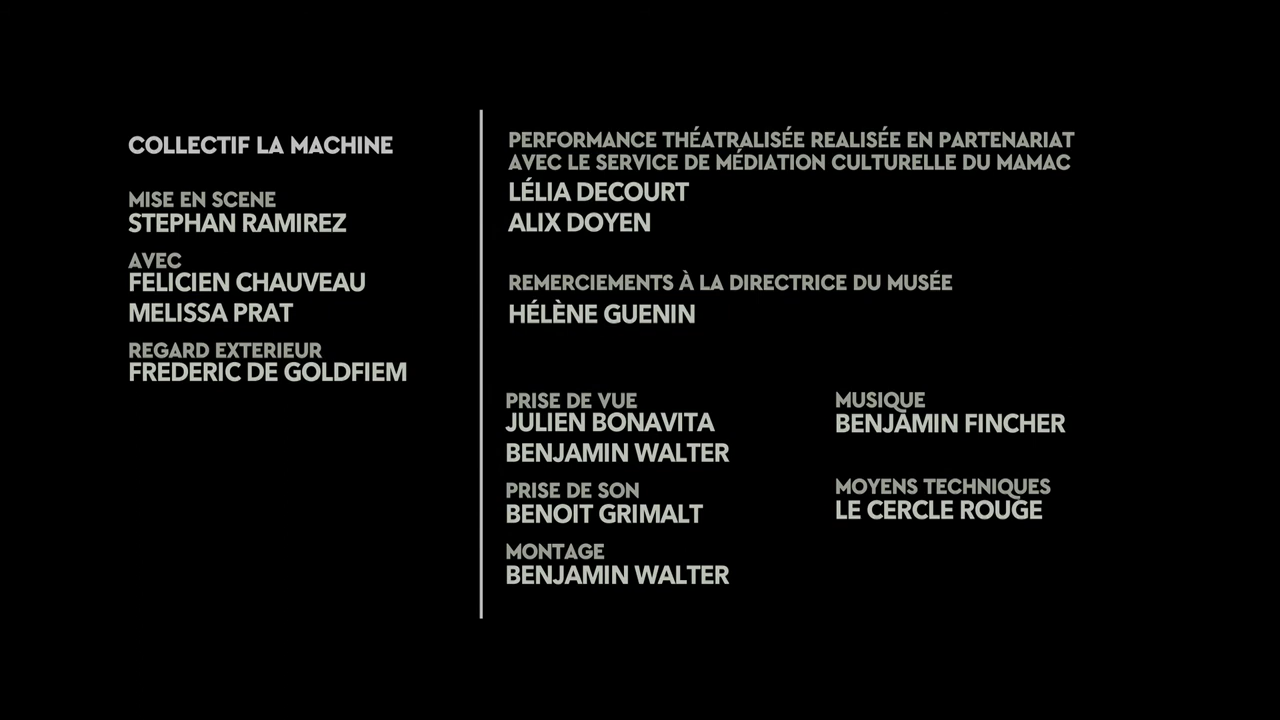 COLLECTIF LA MACHINE
MISE EN SCENE
STEPHAN RAMIREZ
AVEC
FELICIEN CHAUVEAU
MELISSA PRAT
REGARD EXTERIEUR
FREDERIC DE GOLDFIEM
PERFORMANCE THÉATRALISÉE REALISÉE EN PARTENARIAT
AVEC LE SERVICE DE MÉDIATION CULTURELLE DU MAMAC
LÉLIA DECOURT
ALIX DOYEN
REMERCIEMENTS À LA DIRECTRICE DU MUSÉE
HÉLÈNE GUENIN
PRISE DE VUE
JULIEN BONAVITA
BENJAMIN WALTER
PRISE DE SON
BENOIT GRIMALT
MONTAGE
BENJAMIN WALTER
MUSIQUE
BENJAMIN FINCHER
MOYENS TECHNIQUES
LE CERCLE ROUGE